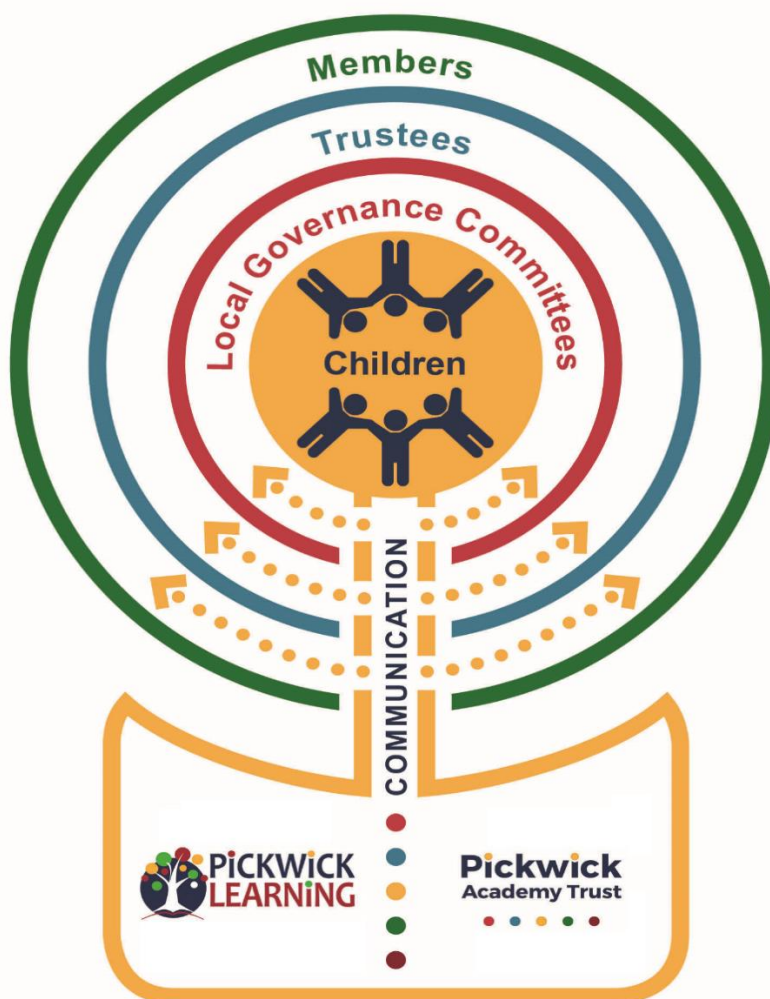 Members
Trustees
Local Governance Committees
Children
COMMUNICATION
PiCKWiCK
LEARNiNG
Pickwick
Academy Trust